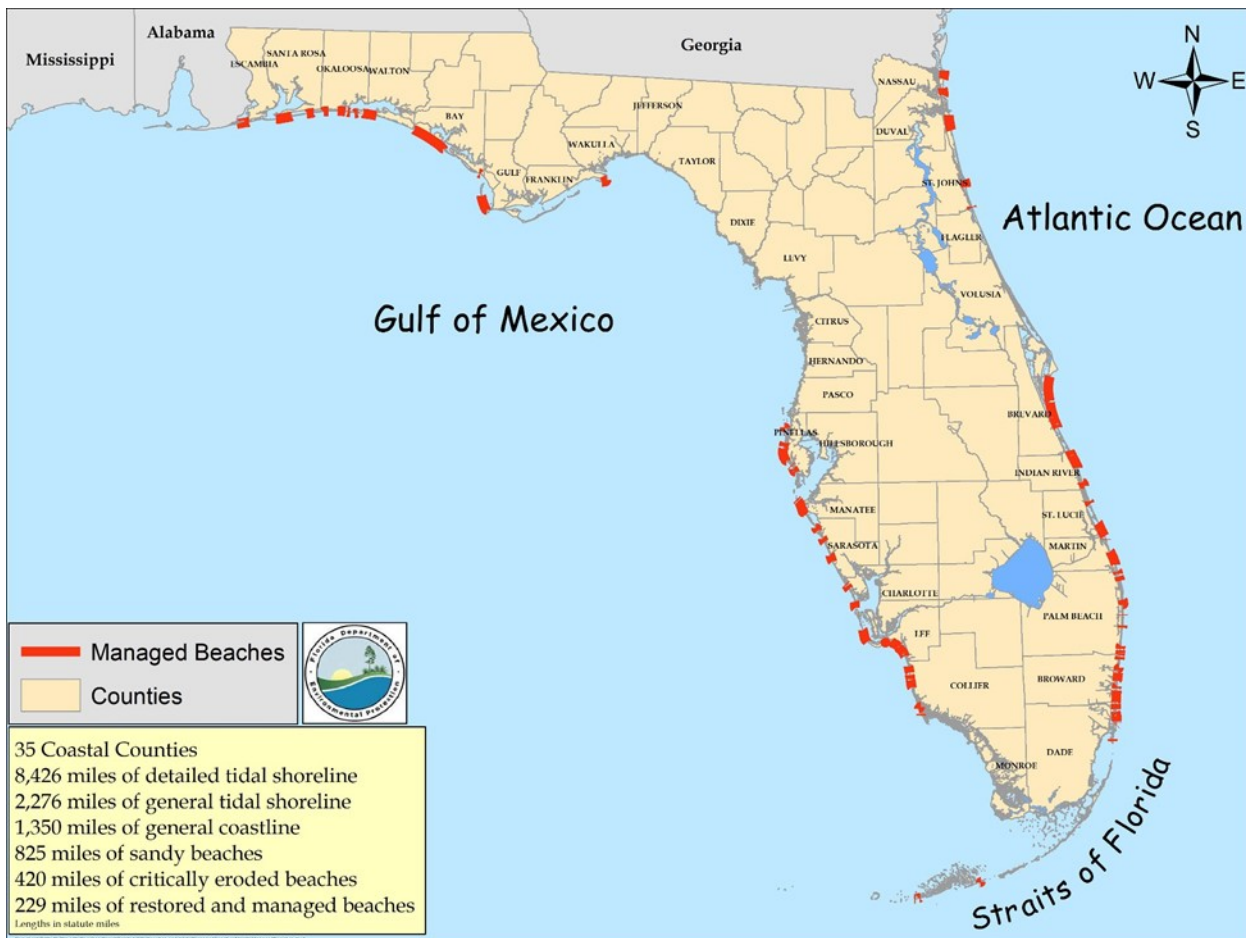 Mississippi
Alabama
Georgia
N
W
E
S
SANTA ROSA
ESCAMBIA
OKALOOSA
WALTON
BAY
JEFFERSON
WAKULLA
GULF
FRANKLIN
TAYLOR
DIXIE
LEVY
NASSAU
DUVAL
ST. JOHNS
FLAGLER
VOLUSIA
CITRUS
HERNANDO
PASCO
PINELLAS
HILLSBOROUGH
BREVARD
INDIAN RIVER
MANATEE
ST. LUCIE
SARASOTA
MARTIN
CHARLOTTE
PALM BEACH
LEE
COLLIER
BROWARD
DADE
MONROE
Atlantic Ocean
Gulf of Mexico
Straits of Florida
Managed Beaches
Counties
Florida Department of
Environmental Protection
35 Coastal Counties
8,426 miles of detailed tidal shoreline
2,276 miles of general tidal shoreline
1,350 miles of general coastline
825 miles of sandy beaches
420 miles of critically eroded beaches
229 miles of restored and managed beaches
Lengths in statute miles